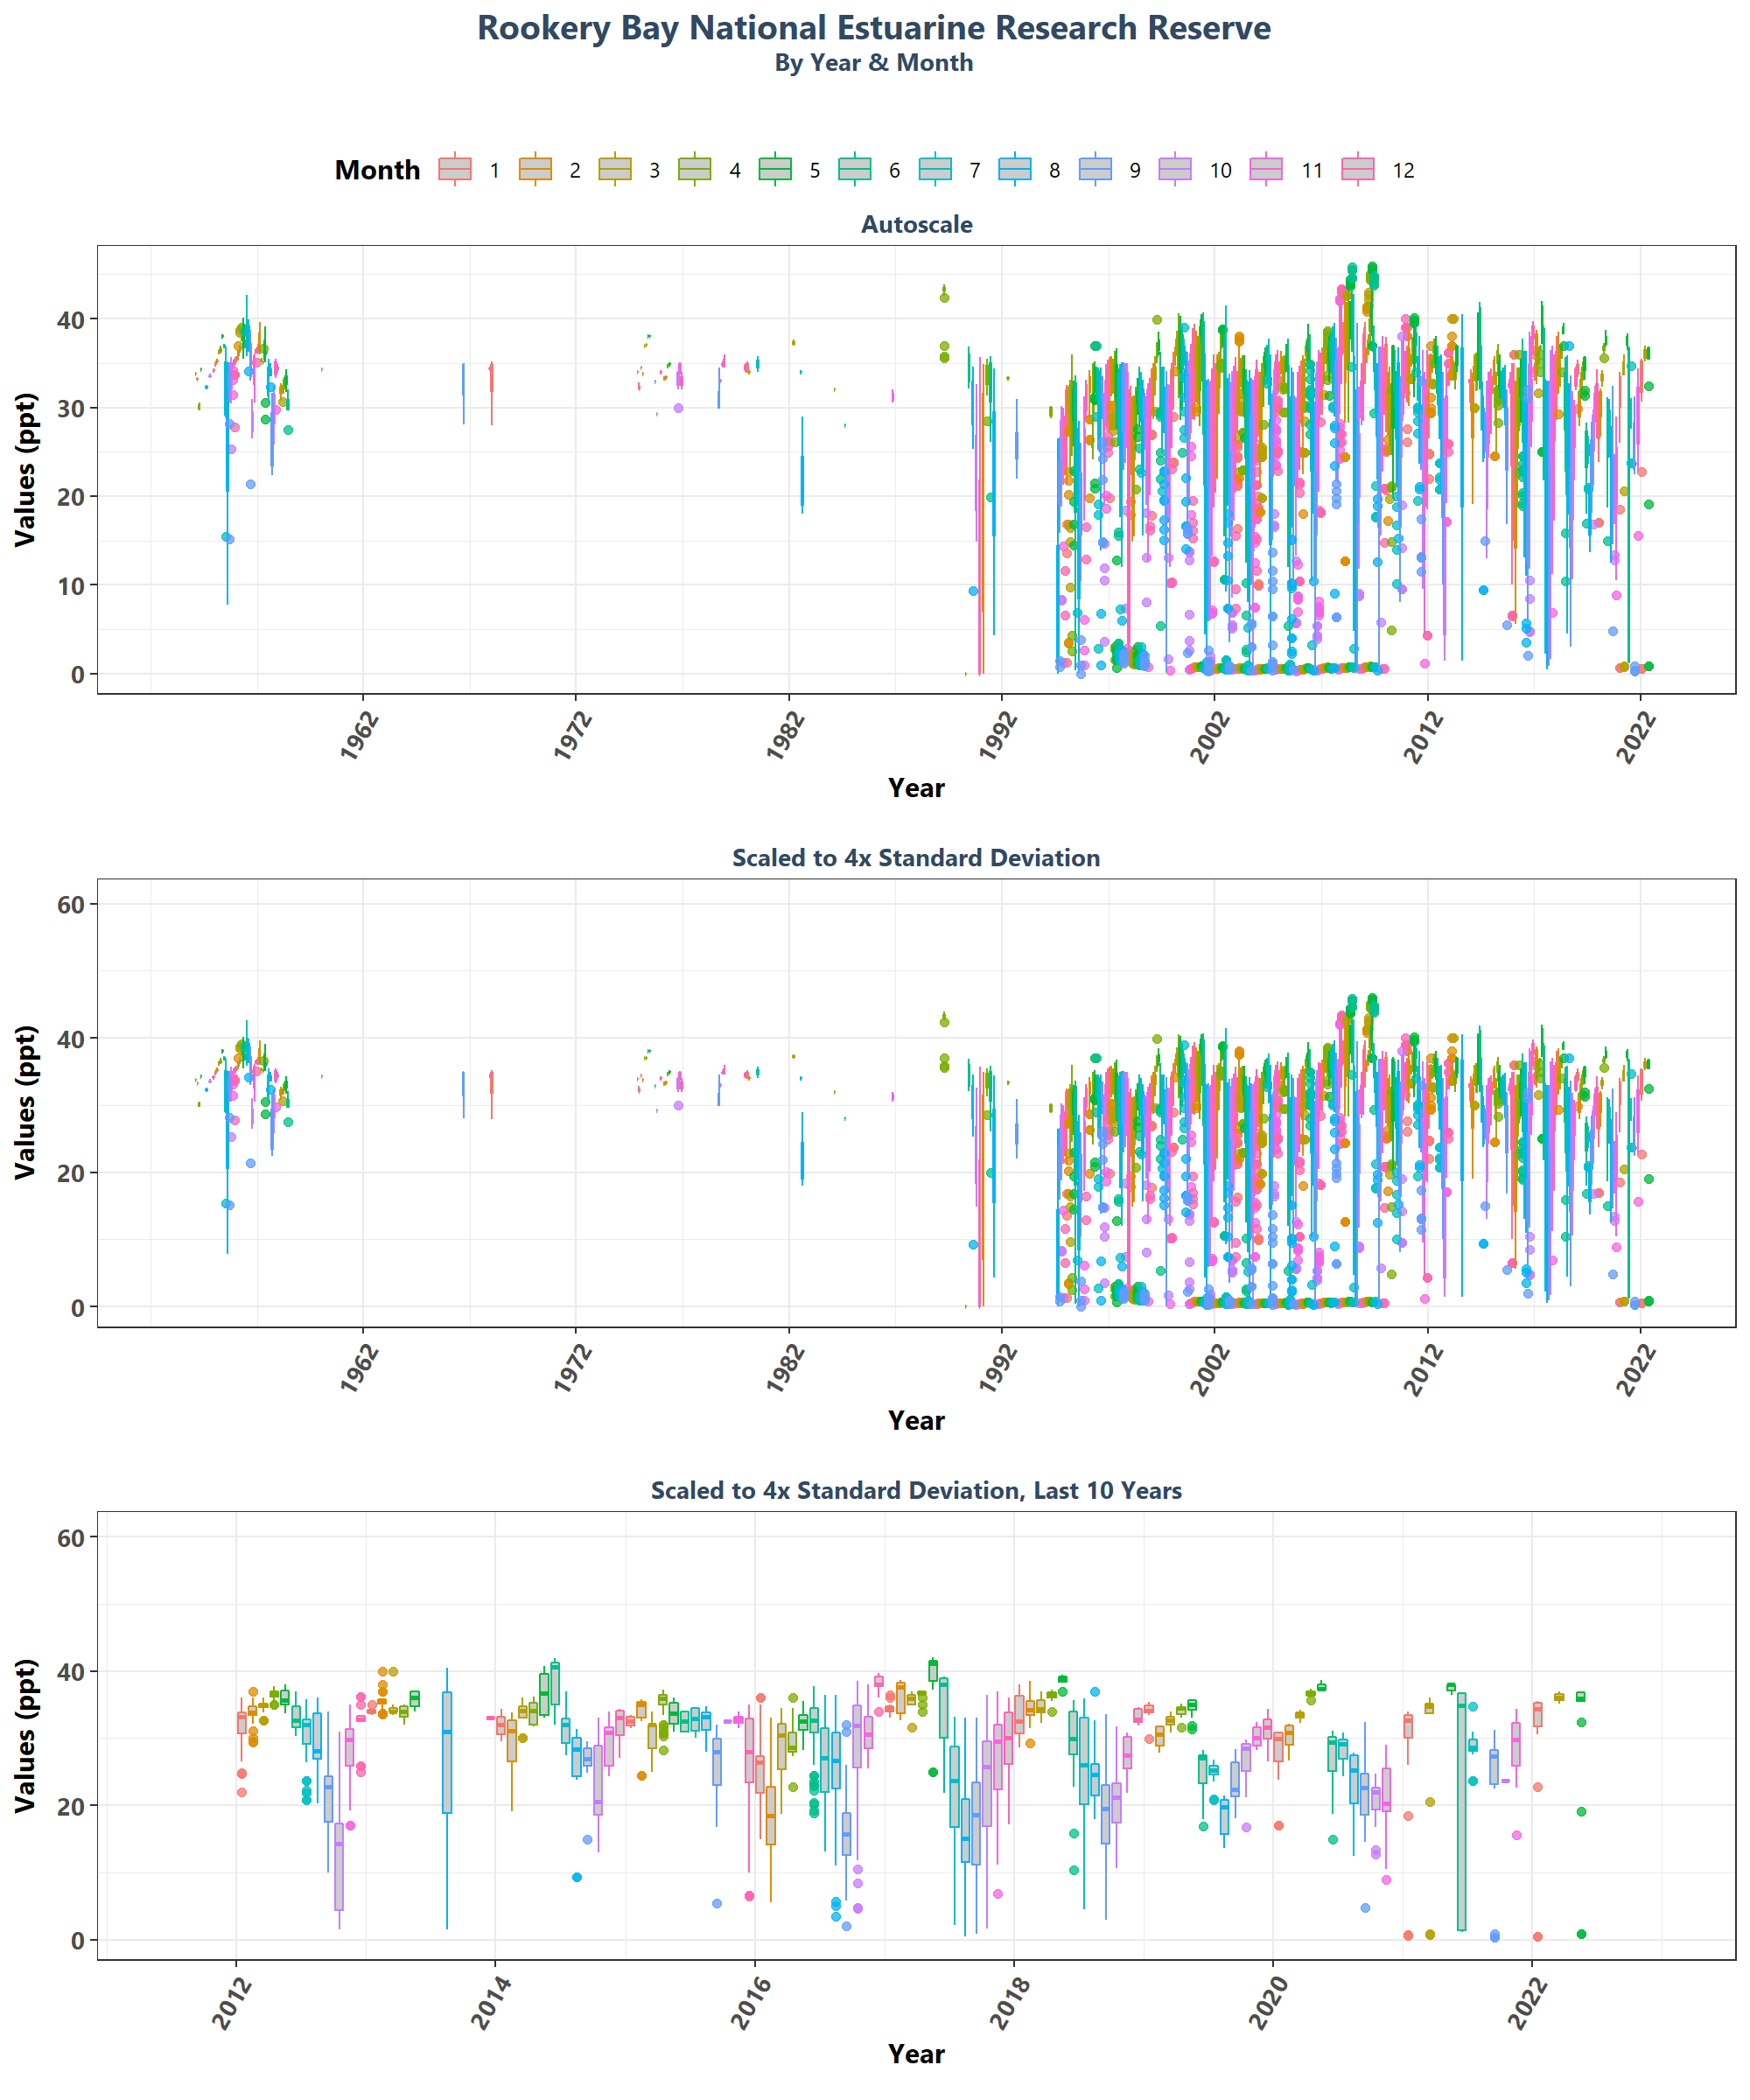 Rookery Bay National Estuarine Research Reserve
By Year & Month
Month 1 2 3 4 5 6 7 8 9 10 11 12
Autoscale
Values (ppt)
40
30
20
10
0
1962 1972 1982 1992 2002 2012 2022
Year
Scaled to 4x Standard Deviation
Values (ppt)
60
40
20
0
1962 1972 1982 1992 2002 2012 2022
Year
Scaled to 4x Standard Deviation, Last 10 Years
Values (ppt)
60
40
20
0
2012 2014 2016 2018 2020 2022
Year